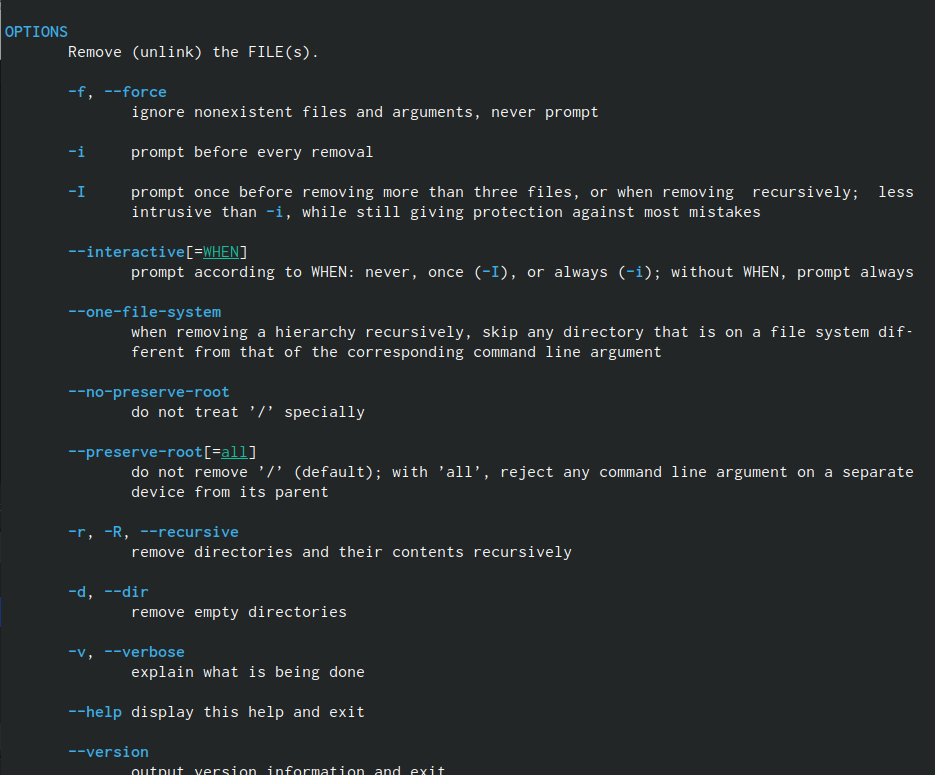 OPTIONS
Remove (unlink) the FILE(s).
-f, --force
ignore nonexistent files and arguments, never prompt
-i prompt before every removal
-I prompt once before removing more than three files, or when removing recursively; less
intrusive than -i, while still giving protection against most mistakes
--interactive[=WHEN]
prompt according to WHEN: never, once (-I), or always (-i); without WHEN, prompt always
--one-file-system
when removing a hierarchy recursively, skip any directory that is on a file system dif-
ferent from that of the corresponding command line argument
--no-preserve-root
do not treat ’/’ specially
--preserve-root[=all]
do not remove ’/’ (default); with ’all’, reject any command line argument on a separate
device from its parent
-r, -R, --recursive
remove directories and their contents recursively
-d, --dir
remove empty directories
-v, --verbose
explain what is being done
--help display this help and exit
--version
output version information and exit